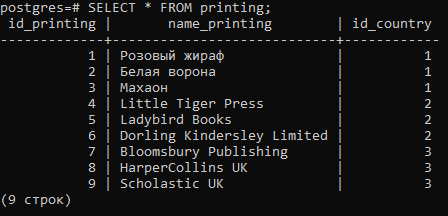 postgres=# SELECT * FROM printing;
 id_printing |      name_printing        | id_country
-------------+---------------------------+------------
           1 | Розовый жираф             |          1
           2 | Белая ворона              |          1
           3 | Махаон                    |          1
           4 | Little Tiger Press        |          2
           5 | Ladybird Books            |          2
           6 | Dorling Kindersley Limited |          2
           7 | Bloomsbury Publishing     |          3
           8 | HarperCollins UK          |          3
           9 | Scholastic UK             |          3
(9 строк)